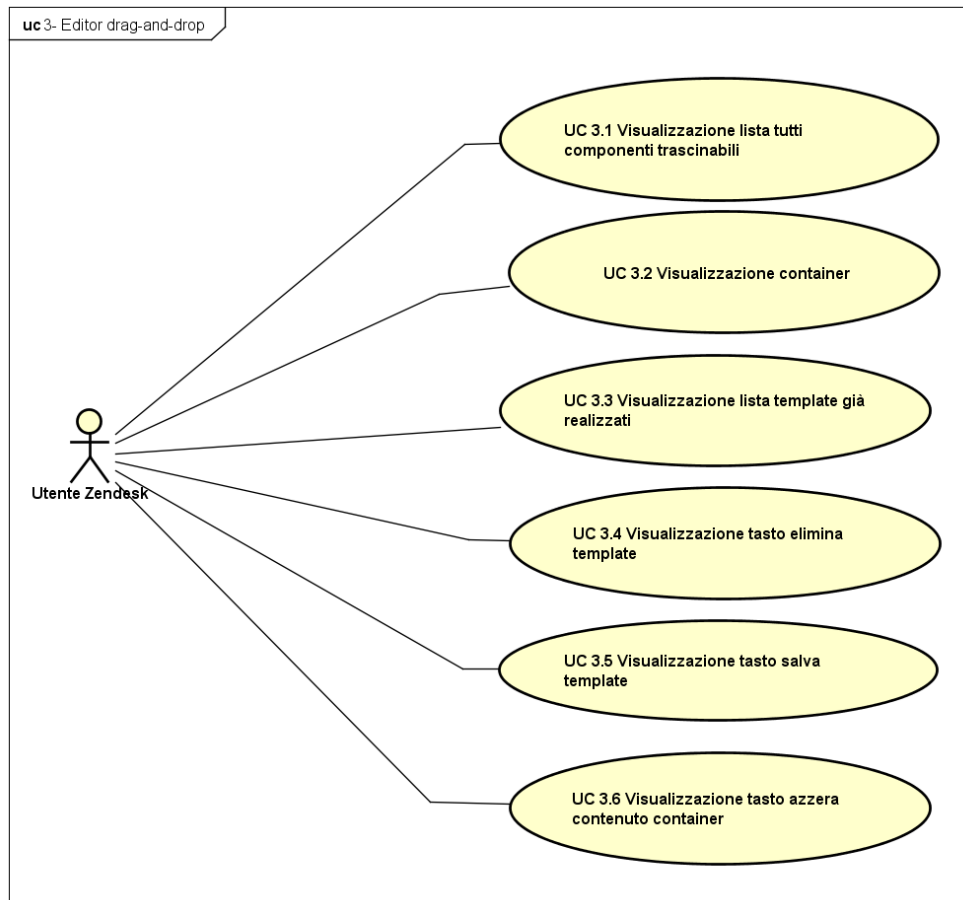 uc 3- Editor drag-and-drop
UC 3.1 Visualizzazione lista tutti
componenti trascinabili
UC 3.2 Visualizzazione container
UC 3.3 Visualizzazione lista template già
realizzati
Utente Zendesk
UC 3.4 Visualizzazione tasto elimina
template
UC 3.5 Visualizzazione tasto salva
template
UC 3.6 Visualizzazione tasto azzera
contenuto container